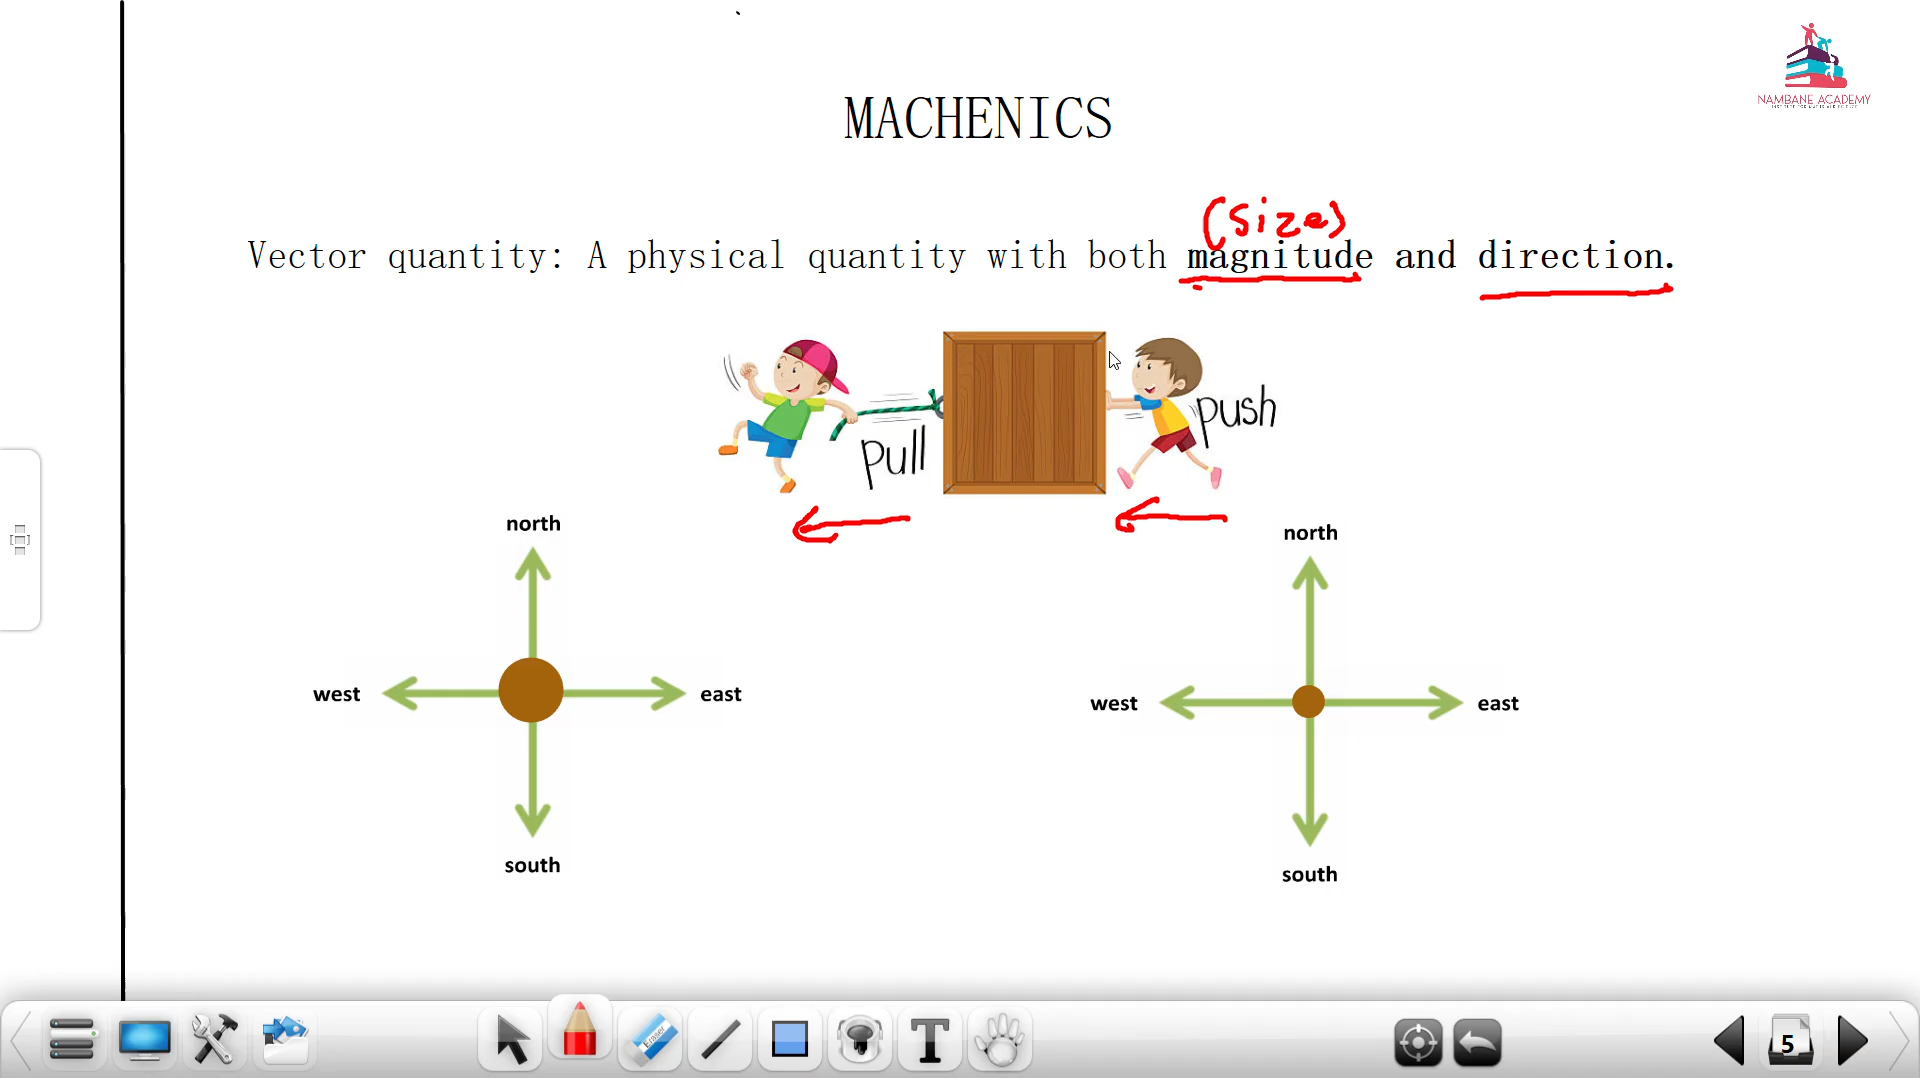 NAMBANE ACADEMY
MACHENICS
(Size)
Vector quantity: A physical quantity with both magnitude and direction.
push
pull
north
north
west
east
west
east
south
south
Eraser
T
5